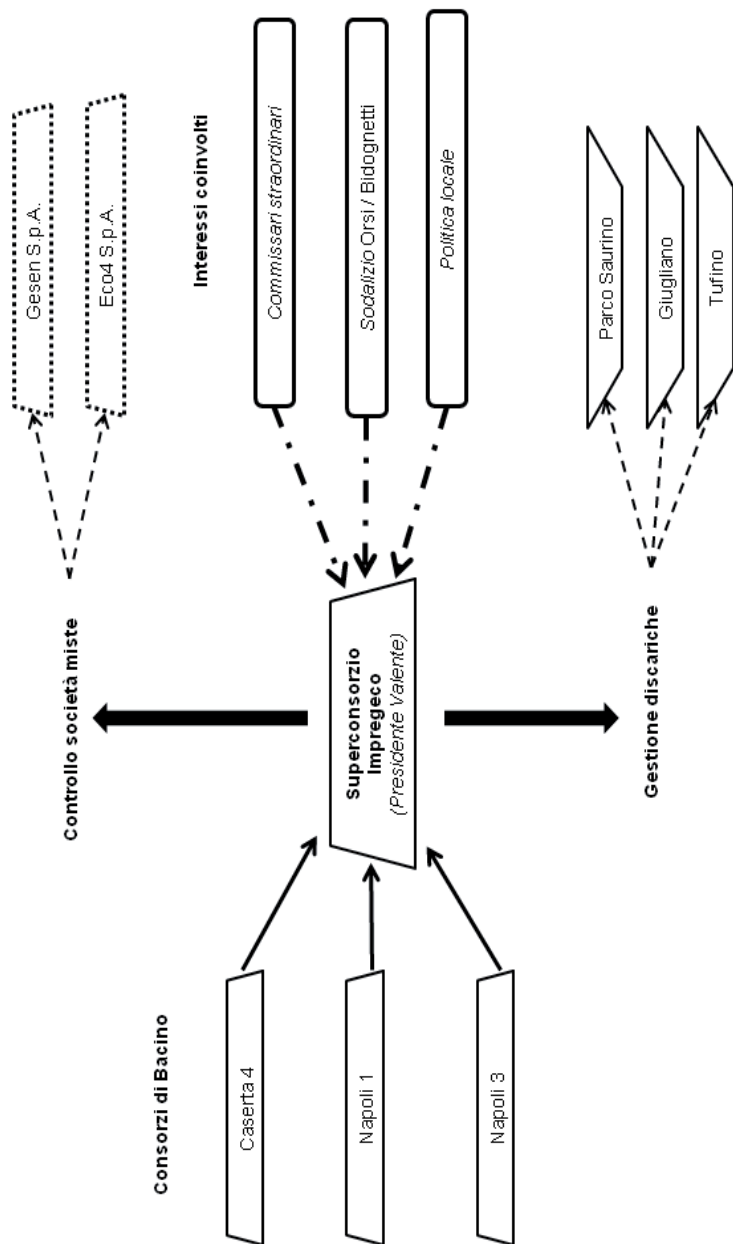 Controllo società miste
Gesen S.p.A.
Eco4 S.p.A.
Consorzi di Bacino
Caserta 4
Napoli 1
Napoli 3
Superconsorzio
Impregeco
(Presidente Valente)
Interessi coinvolti
Commissari straordinari
Sodalizio Orsi / Bidognetti
Politica locale
Gestione discariche
Parco Saurino
Giugliano
Tufino